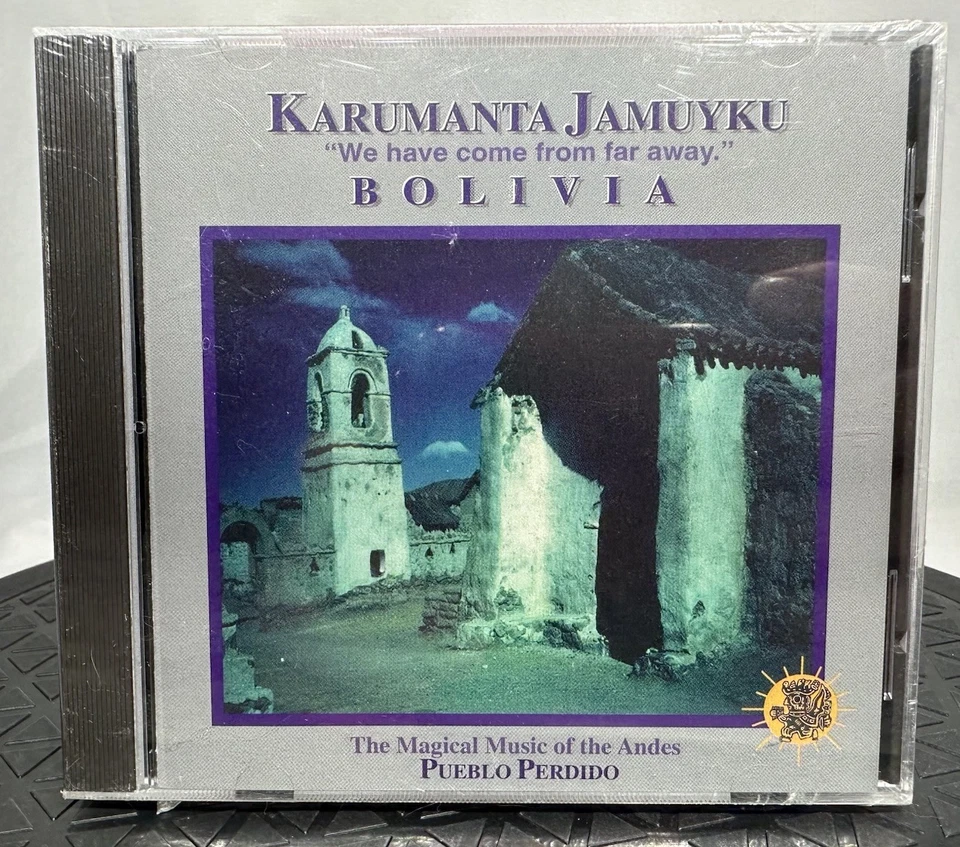 KARUMANTA JAMUYKU
“We have come from far away.”
BOLIVIA
The Magical Music of the Andes
PUEBLO PERDIDO